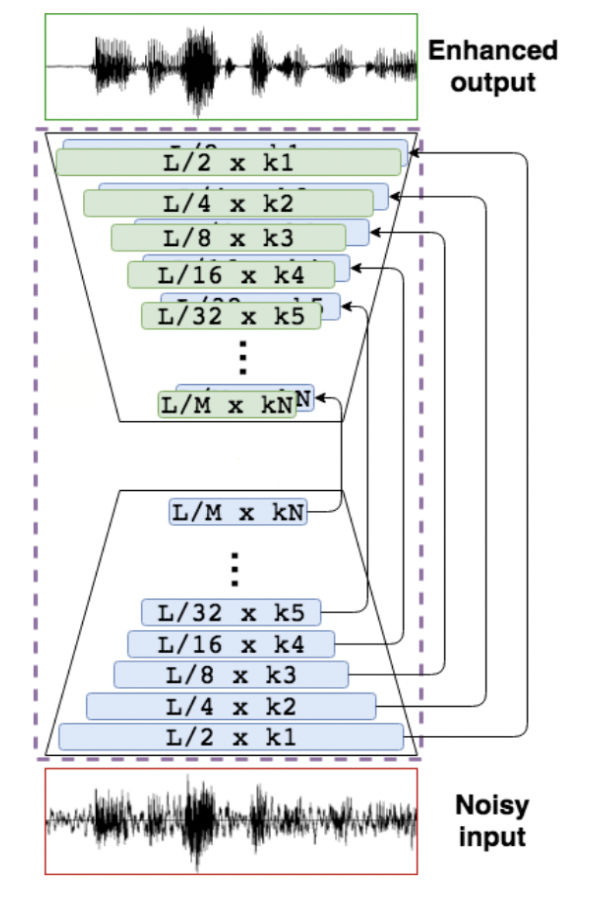 Enhanced
output
L/2 x k1
L/4 x k2
L/8 x k3
L/16 x k4
L/32 x k5
L/M x kN
N
L/M x kN
L/32 x k5
L/16 x k4
L/8 x k3
L/4 x k2
L/2 x k1
Noisy
input